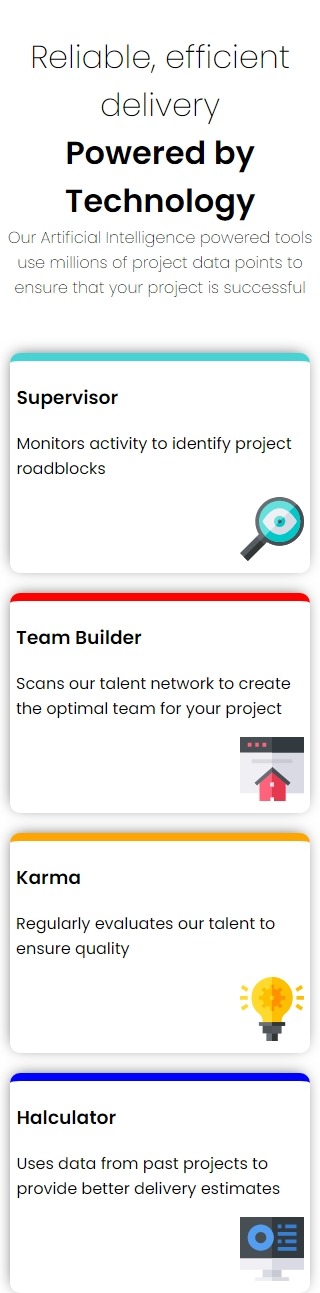 Reliable, efficient
delivery
Powered by
Technology
Our Artificial Intelligence powered tools
use millions of project data points to
ensure that your project is successful
Supervisor
Monitors activity to identify project
roadblocks
Team Builder
Scans our talent network to create
the optimal team for your project
Karma
Regularly evaluates our talent to
ensure quality
Halculator
Uses data from past projects to
provide better delivery estimates